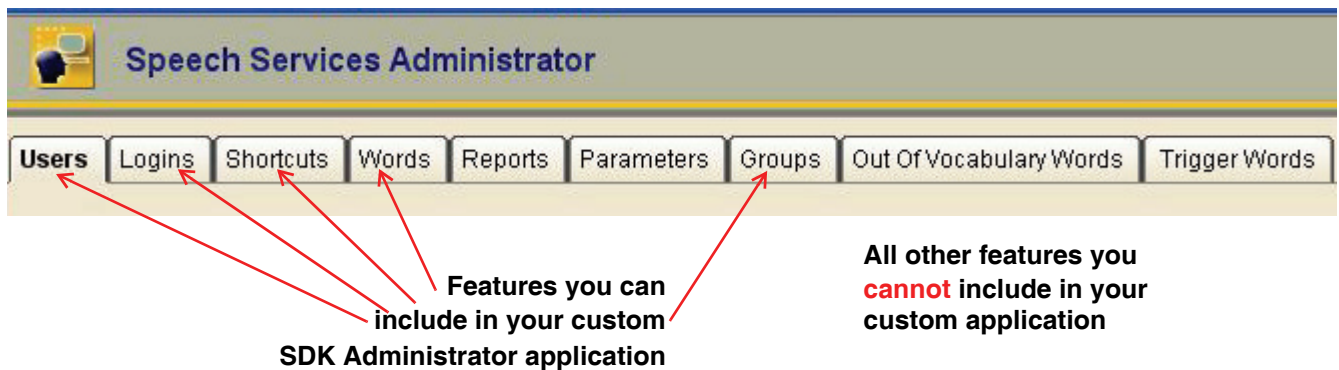 Speech Services Administrator
Users Logins Shortcuts Words Reports Parameters Groups Out Of Vocabulary Words Trigger Words
Features you can
include in your custom
SDK Administrator application
All other features you
cannot include in your
custom application